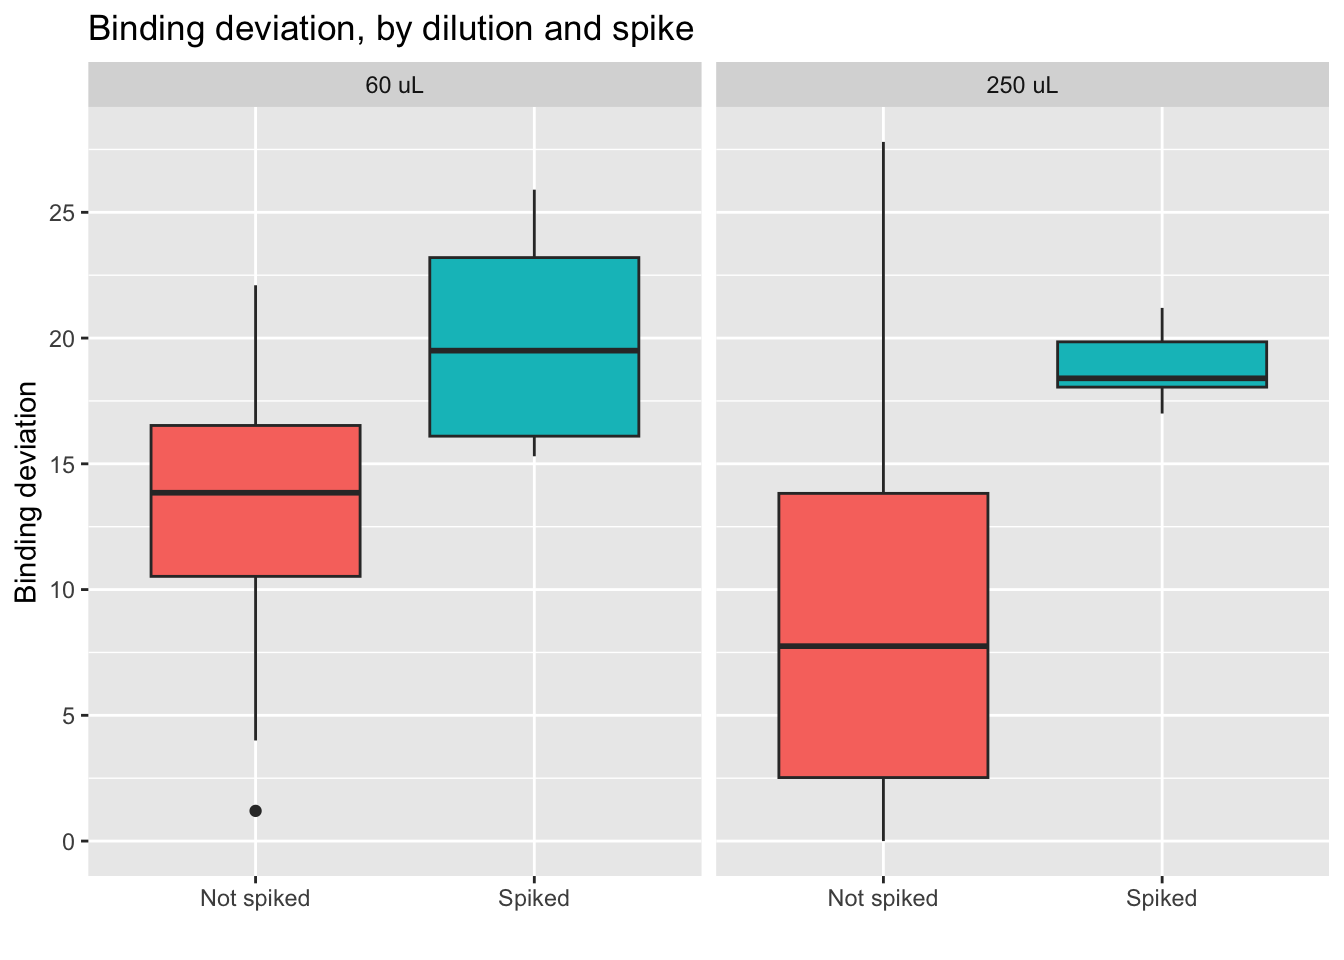 Binding deviation, by dilution and spike
60 uL
250 uL
Binding deviation
25
20
15
10
5
0
Not spiked
Spiked
Not spiked
Spiked